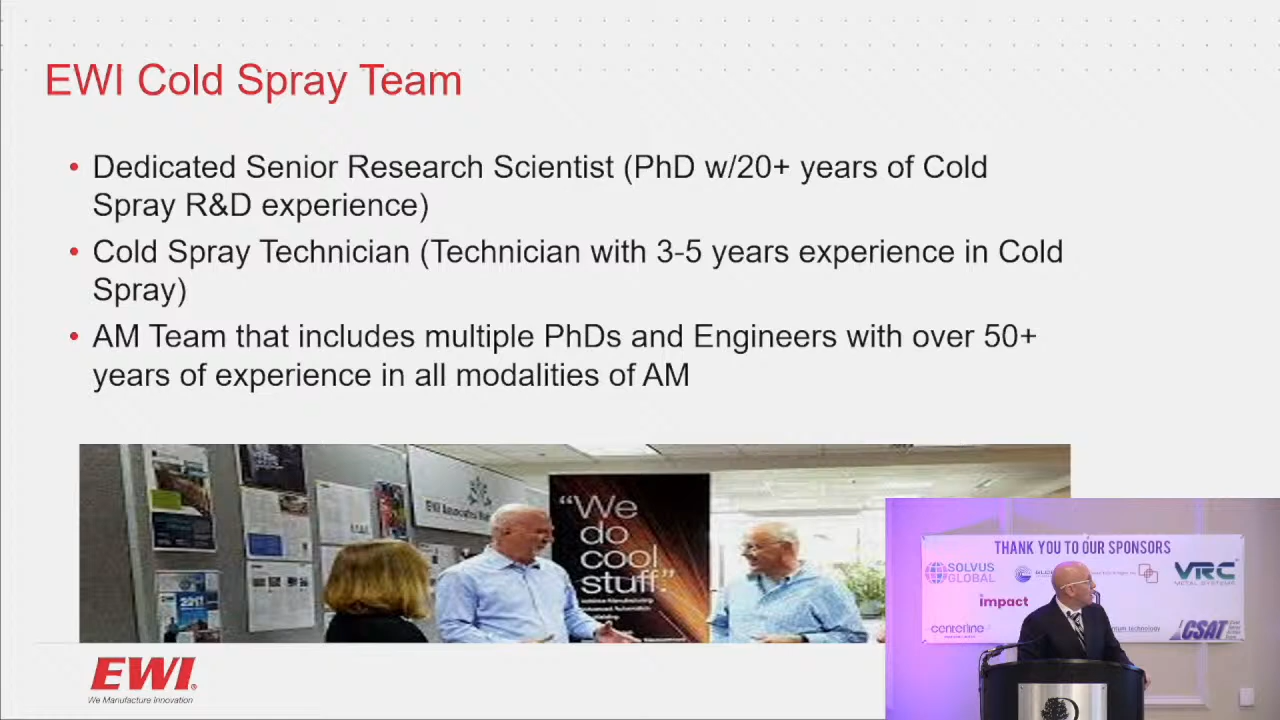 EWI Cold Spray Team
• Dedicated Senior Research Scientist (PhD w/20+ years of Cold
Spray R&D experience)
• Cold Spray Technician (Technician with 3-5 years experience in Cold
Spray)
• AM Team that includes multiple PhDs and Engineers with over 50+
years of experience in all modalities of AM
“We
do
cool
stuff.”
EWI
We Manufacture Innovation
THANK YOU TO OUR SPONSORS
SOLVUS
GLOBAL
VRC
METAL SYSTEMS
impact
centerline
technology
CSAT